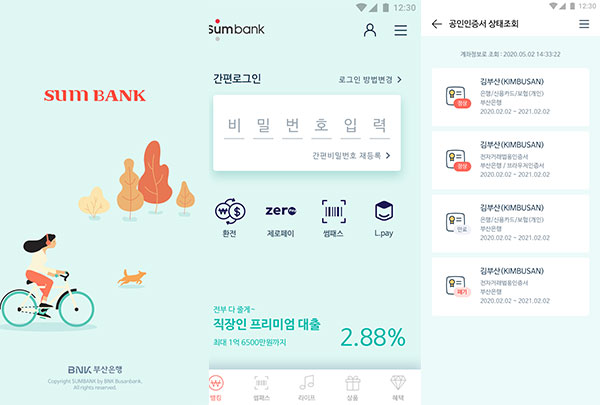 SUM BANK
BNK 부산은행
Copyright SUMBANK by BNK Busanbank.
All rights reserved.
12:30
sumbank
간편로그인
로그인 방법변경 >
비 밀 번 호 입 력
간편비밀번호 재등록 >
환전
zero
제로페이
썸패스
L.pay
전부 다 줄게~
직장인 프리미엄 대출
최대 1억 6500만원까지
2.88%
뱅킹
썸패스
라이프
상품
혜택
12:30
공인인증서 상태조회
계좌정보로 조회 : 2020.05.02 14:33:22
김부산(KIMBUSAN)
은행/신용카드/보험(개인)
부산은행
2020.02.02 ~ 2021.02.02
정상
김부산(KIMBUSAN)
전자거래범용인증서
부산은행 / 브라우저인증서
2020.02.02 ~ 2021.02.02
정상
김부산(KIMBUSAN)
은행/신용카드/보험(개인)
부산은행
2020.02.02 ~ 2021.02.02
만료
김부산(KIMBUSAN)
전자거래범용인증서
부산은행
2020.02.02 ~ 2021.02.02
폐기